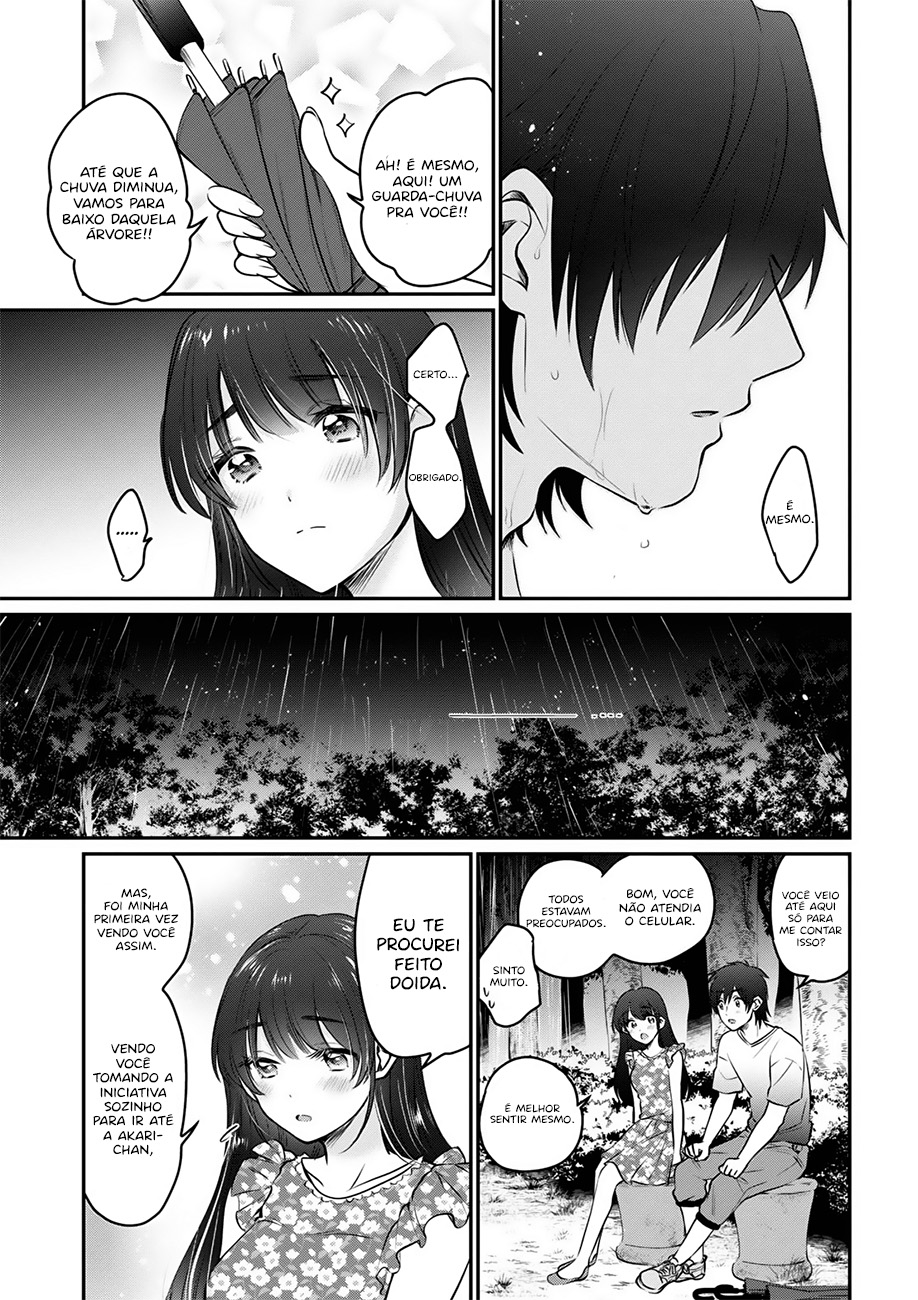 É
MESMO.
AH! É MESMO,
AQUI! UM
GUARDA-CHUVA
PRA VOCÊ!!
ATÉ QUE A
CHUVA DIMINUA,
VAMOS PARA
BAIXO DAQUELA
ÁRVORE!!
CERTO...
OBRIGADO.
.....
VOCÊ VEIO
ATÉ AQUI
SÓ PARA
ME CONTAR
ISSO?
BOM, VOCÊ
NÃO ATENDIA
O CELULAR.
TODOS
ESTAVAM
PREOCUPADOS.
SINTO
MUITO.
É MELHOR
SENTIR MESMO.
EU TE
PROCUREI
FEITO
DOIDA.
MAS,
FOI MINHA
PRIMEIRA VEZ
VENDO VOCÊ
ASSIM.
VENDO
VOCÊ
TOMANDO A
INICIATIVA
SOZINHO
PARA IR ATÉ
A AKARI-
CHAN,